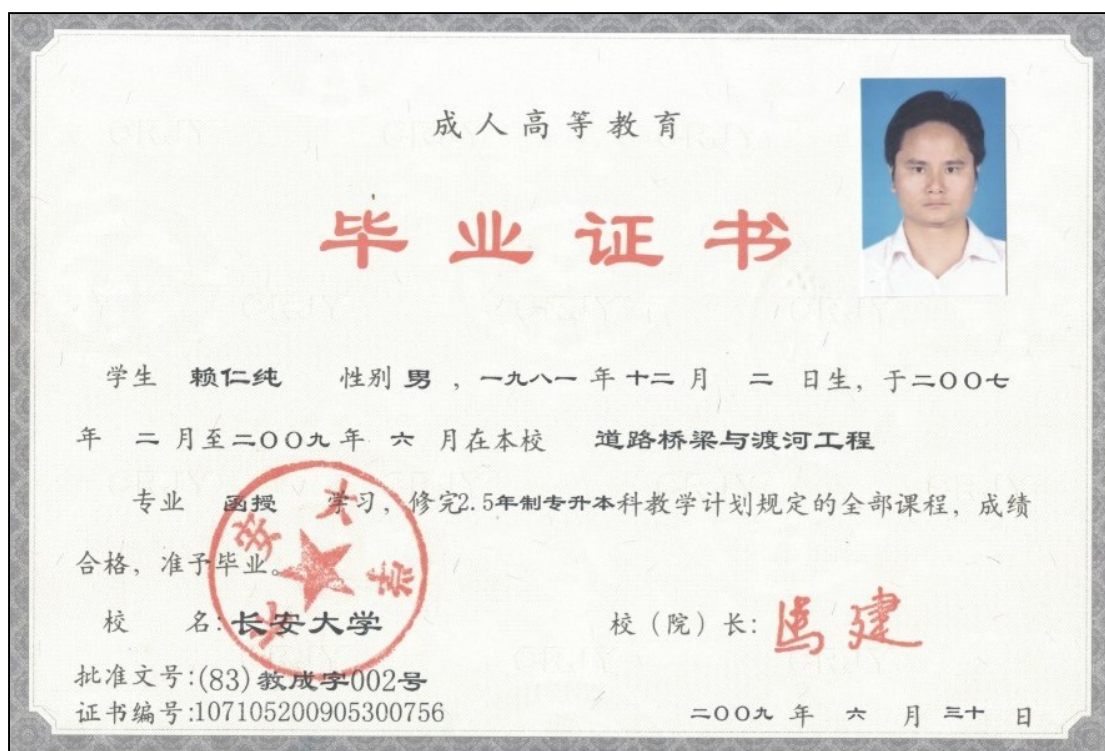 成人高等教育
毕业证书
学生 赖仁纯 性别 男 ，一九八一 年 十二 月 二 日生，于二〇〇七
年 二 月至二〇〇九 年 六 月在本校 道路桥梁与渡河工程
专业 函授 学习，修完2.5年制专升本科教学计划规定的全部课程，成绩
合格，准予毕业。
长安大学
校 名：长安大学
校（院）长：馬建
批准文号：(83)教成字002号
证书编号:107105200905300756
二〇〇九 年 六 月 三十 日